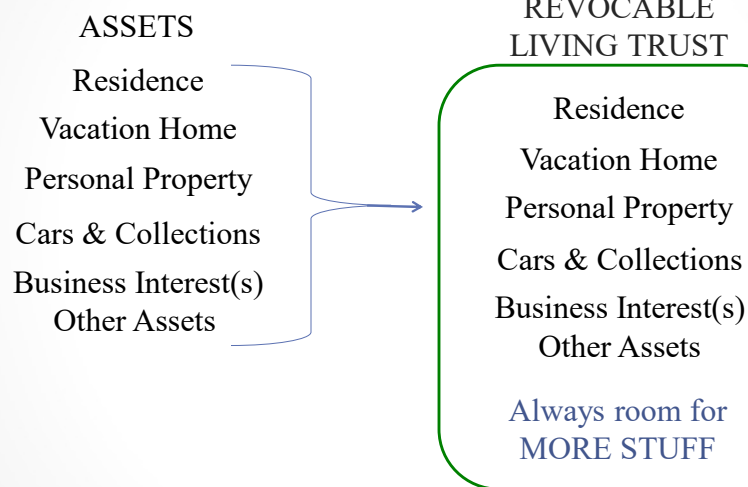 ASSETS
Residence
Vacation Home
Personal Property
Cars & Collections
Business Interest(s)
Other Assets
REVOCABLE
LIVING TRUST
Residence
Vacation Home
Personal Property
Cars & Collections
Business Interest(s)
Other Assets
Always room for
MORE STUFF